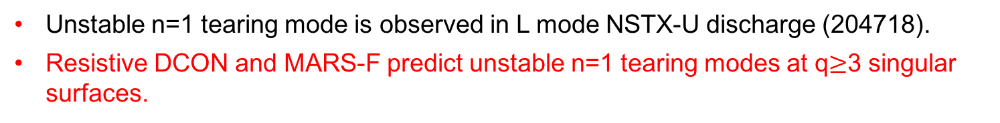 • Unstable n=1 tearing mode is observed in L mode NSTX-U discharge (204718).
• Resistive DCON and MARS-F predict unstable n=1 tearing modes at q≥3 singular
surfaces.